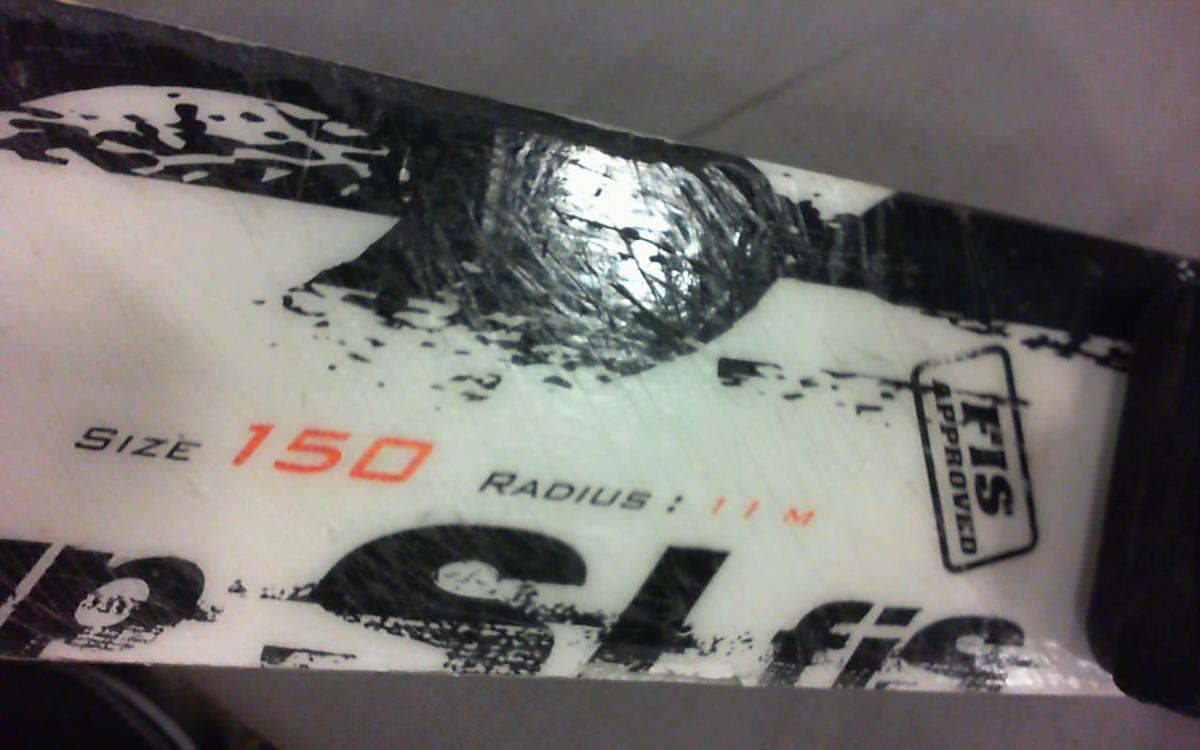 SIZE 150 RADIUS : 11 M
FIS
APPROVED
SL fis